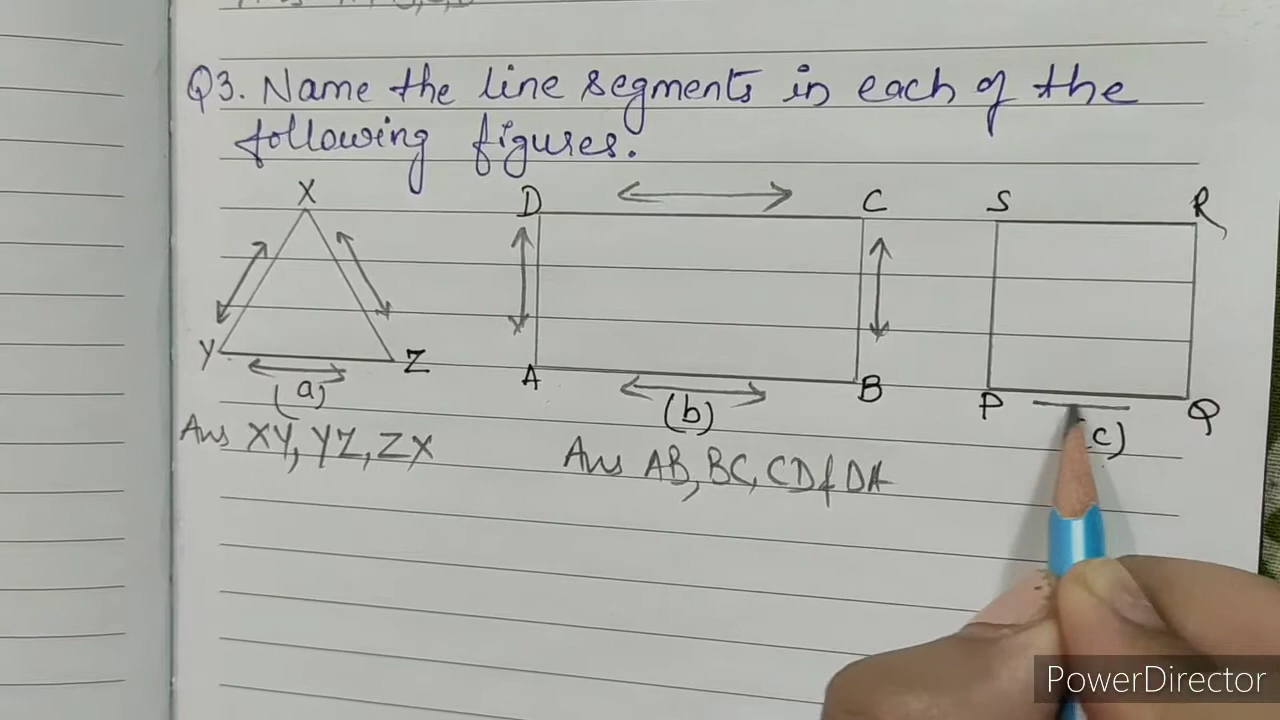 Q3. Name the line segments in each of the
following figures.
X
D
C
S
R
Y
Z
A
B
P
Q
(a)
(b)
(c)
Ans XY, YZ, ZX
Ans AB, BC, CD & DA
PowerDirector